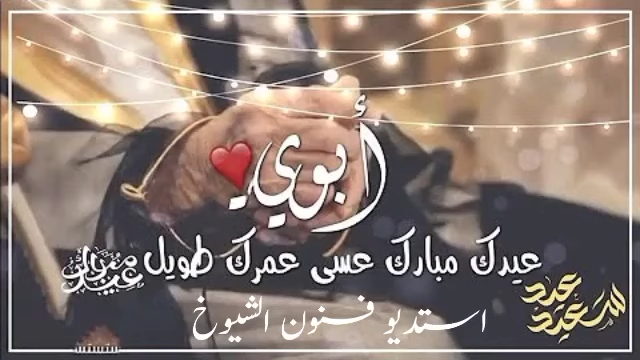 أبوي
عيدك مبارك عسى عمرك طويل
عيد مبارك
عيد سعيد
استديو فنون الشيوخ